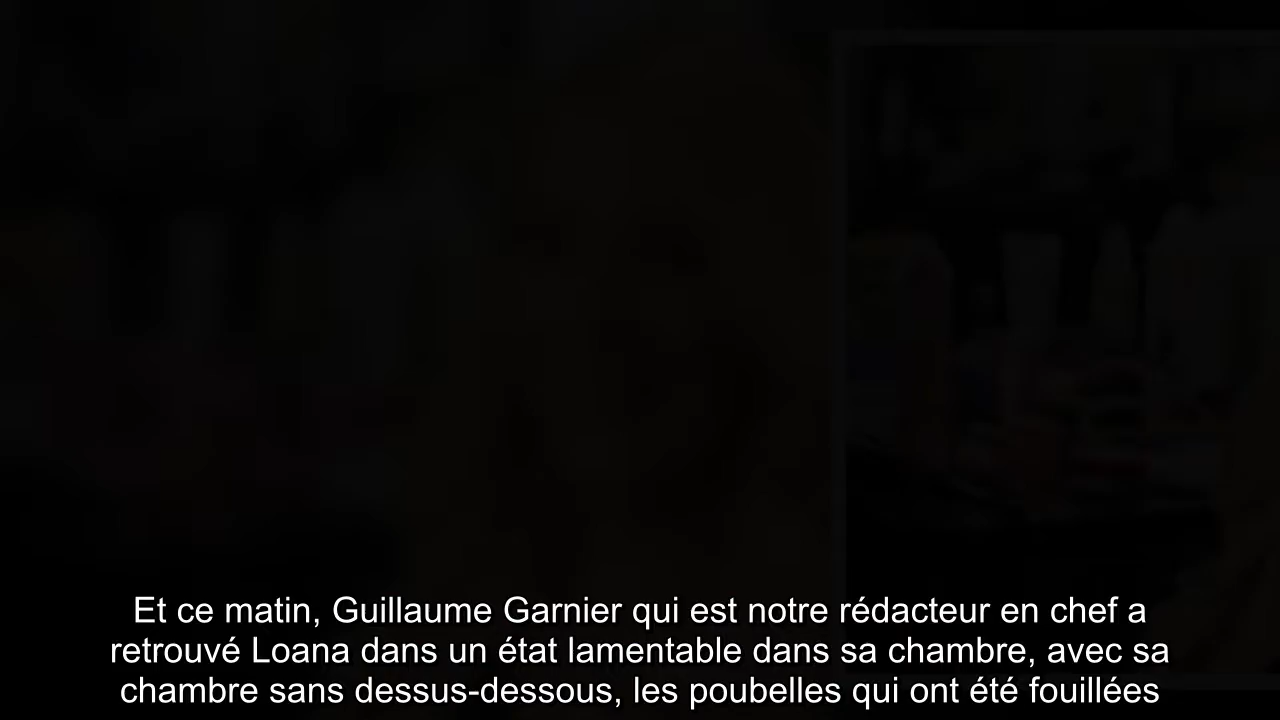 Et ce matin, Guillaume Garnier qui est notre rédacteur en chef a
retrouvé Loana dans un état lamentable dans sa chambre, avec sa
chambre sans dessus-dessous, les poubelles qui ont été fouillées